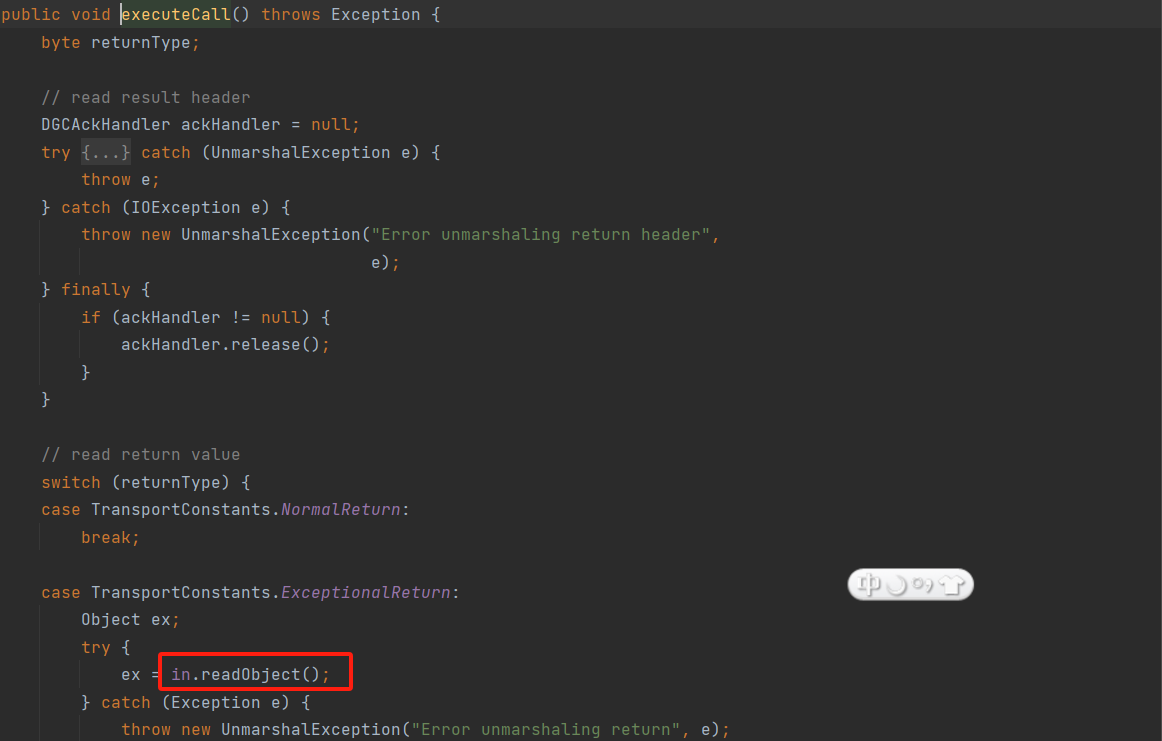 public void executeCall() throws Exception {
    byte returnType;

    // read result header
    DGCAckHandler ackHandler = null;
    try {...} catch (UnmarshalException e) {
        throw e;
    } catch (IOException e) {
        throw new UnmarshalException("Error unmarshaling return header",
                                     e);
    } finally {
        if (ackHandler != null) {
            ackHandler.release();
        }
    }

    // read return value
    switch (returnType) {
    case TransportConstants.NormalReturn:
        break;

中
    case TransportConstants.ExceptionalReturn:
        Object ex;
        try {
            ex = in.readObject();
        } catch (Exception e) {
            throw new UnmarshalException("Error unmarshaling return", e);